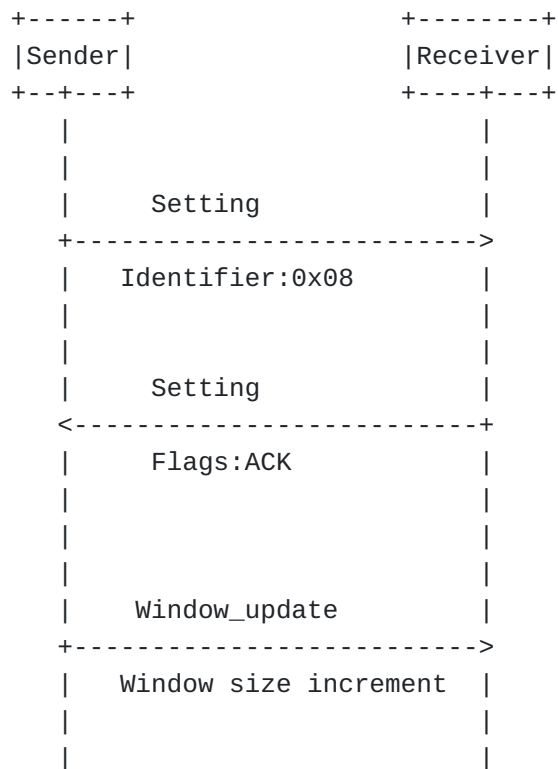 Sender Receiver
Setting
Identifier:0x08
Setting
Flags:ACK
Window_update
Window size increment